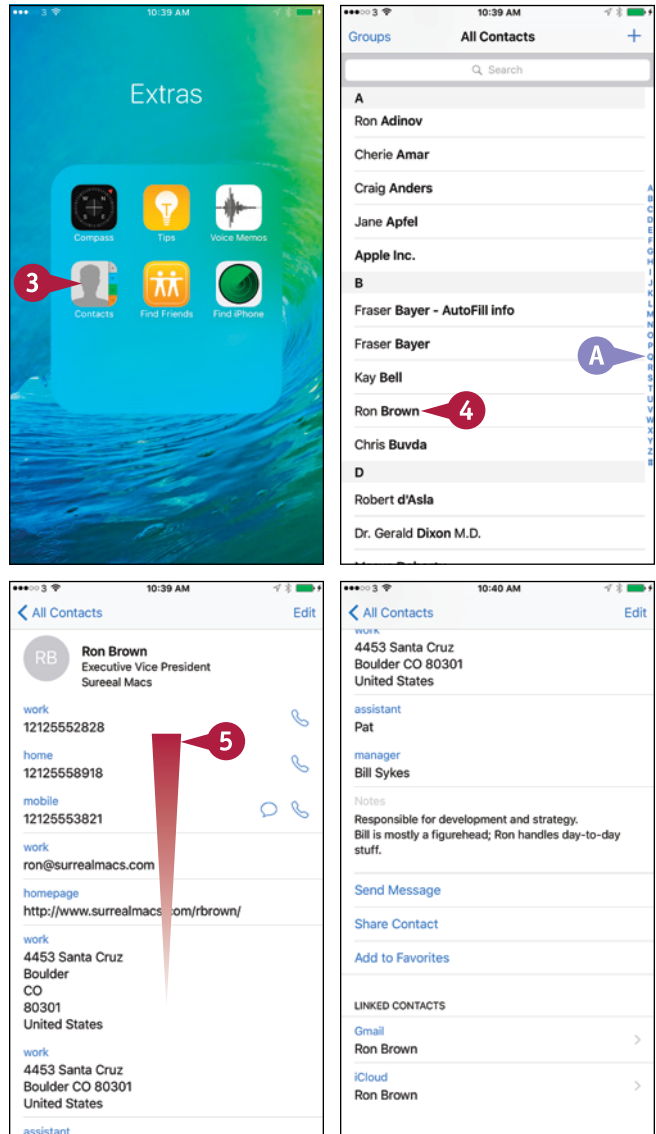 3
10:39 AM
Extras
Compass
Tips
Voice Memos
3
Contacts
Find Friends
Find iPhone
3
10:39 AM
Groups
All Contacts
+
Search
A
Ron Adinov
Cherie Amar
Craig Anders
Jane Apfel
Apple Inc.
B
Fraser Bayer - AutoFill info
Fraser Bayer
Kay Bell
Ron Brown
4
Chris Buvda
D
Robert d'Asla
Dr. Gerald Dixon M.D.
A
B
C
D
E
F
G
H
I
J
K
L
M
N
O
P
Q
R
S
T
U
V
W
X
Y
Z
#
A
3
10:39 AM
All Contacts
Edit
RB
Ron Brown
Executive Vice President
Sureeal Macs
work
12125552828
5
home
12125558918
mobile
12125553821
work
ron@surrealmacs.com
homepage
http://www.surrealmacs.com/rbrown/
work
4453 Santa Cruz
Boulder
CO
80301
United States
work
4453 Santa Cruz
Boulder CO 80301
United States
assistant
3
10:40 AM
All Contacts
Edit
work
4453 Santa Cruz
Boulder CO 80301
United States
assistant
Pat
manager
Bill Sykes
Notes
Responsible for development and strategy.
Bill is mostly a figurehead; Ron handles day-to-day
stuff.
Send Message
Share Contact
Add to Favorites
LINKED CONTACTS
Gmail
Ron Brown
iCloud
Ron Brown